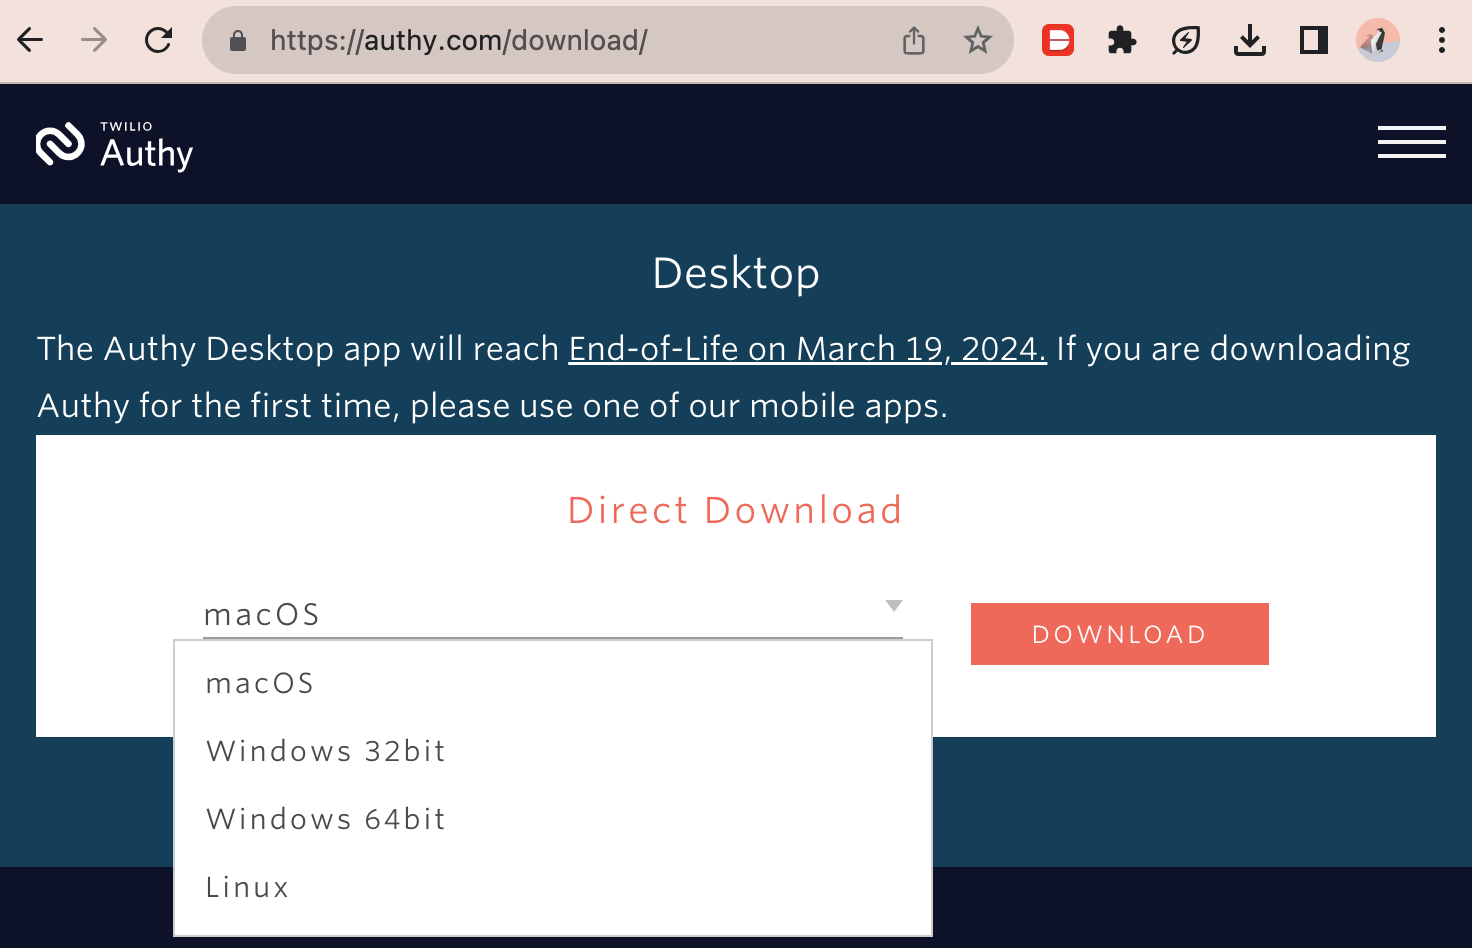 https://authy.com/download/
TWILIO
Authy
Desktop
The Authy Desktop app will reach End-of-Life on March 19, 2024. If you are downloading
Authy for the first time, please use one of our mobile apps.
Direct Download
macOS
DOWNLOAD
macOS
Windows 32bit
Windows 64bit
Linux